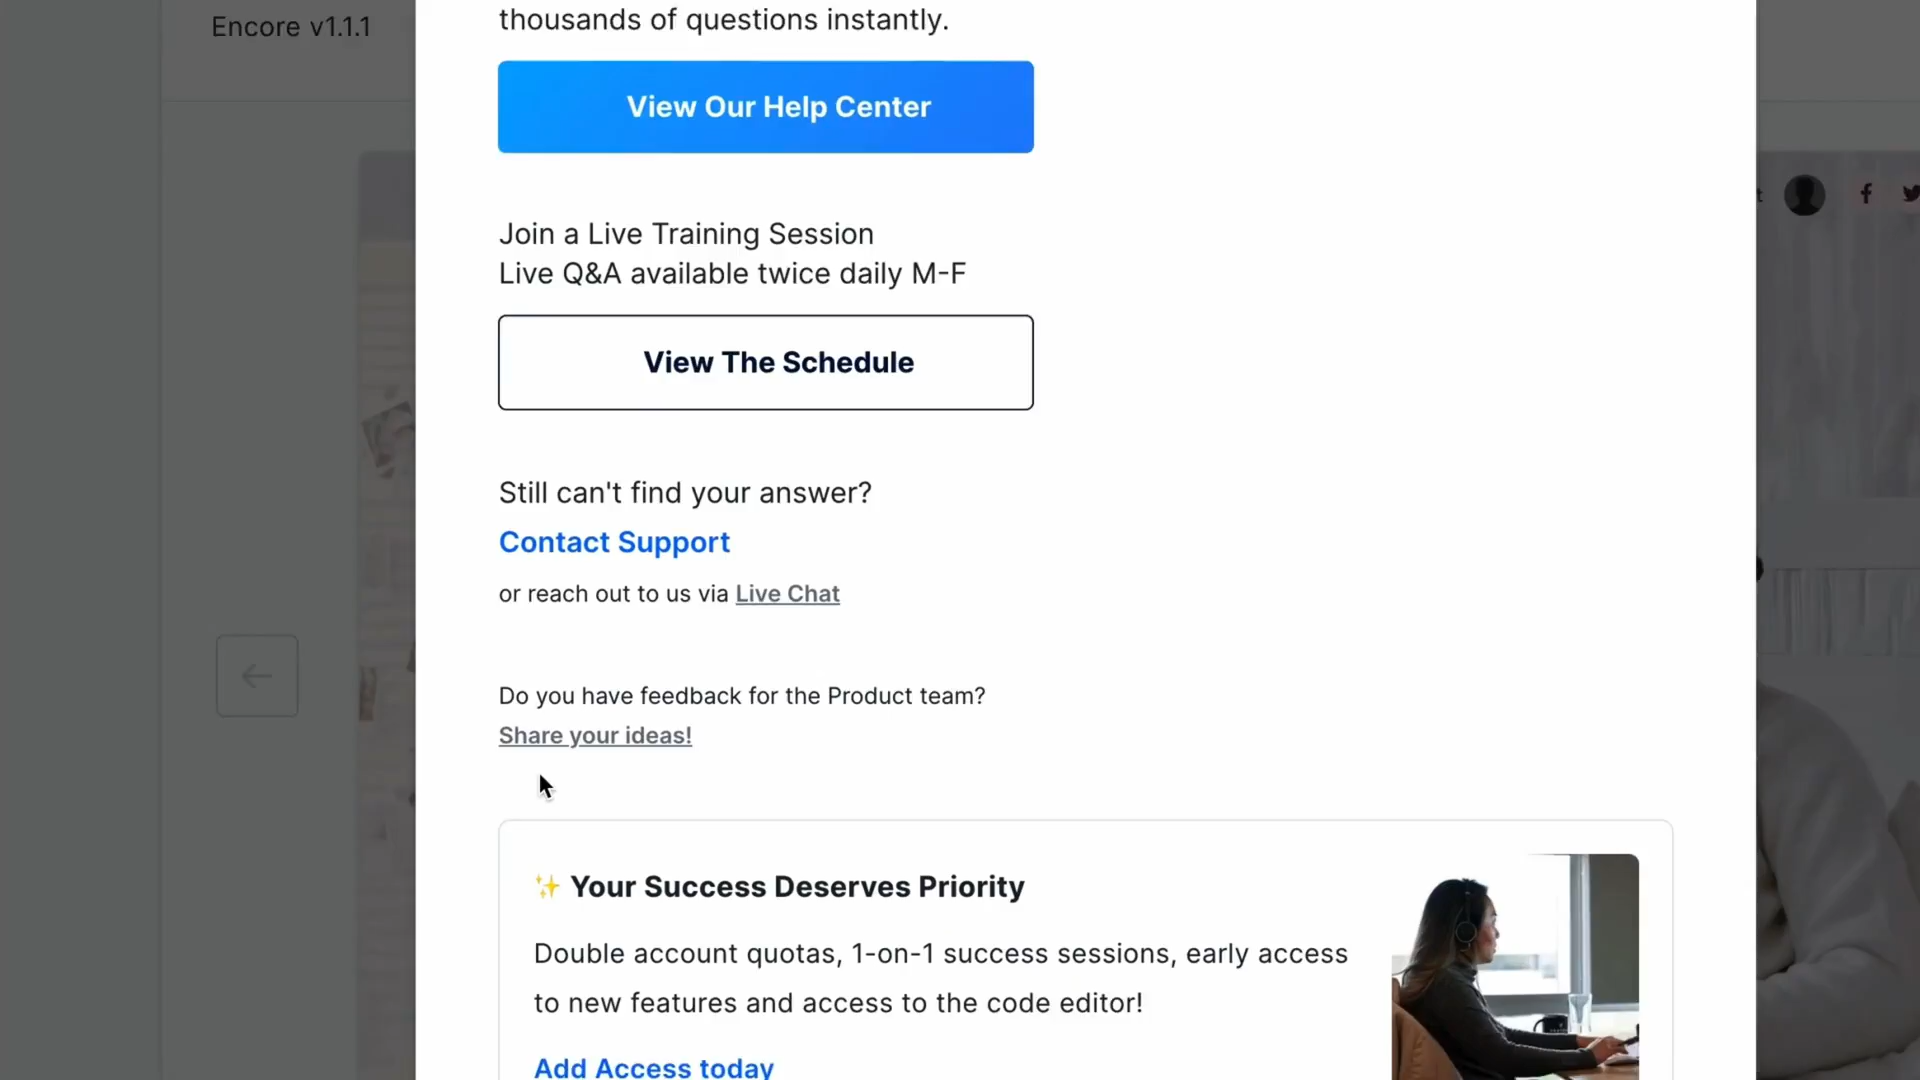 Encore v1.1.1
thousands of questions instantly.
View Our Help Center
Join a Live Training Session
Live Q&A available twice daily M-F
View The Schedule
Still can't find your answer?
Contact Support
or reach out to us via Live Chat
Do you have feedback for the Product team?
Share your ideas!
✨ Your Success Deserves Priority
Double account quotas, 1-on-1 success sessions, early access
to new features and access to the code editor!
Add Access today